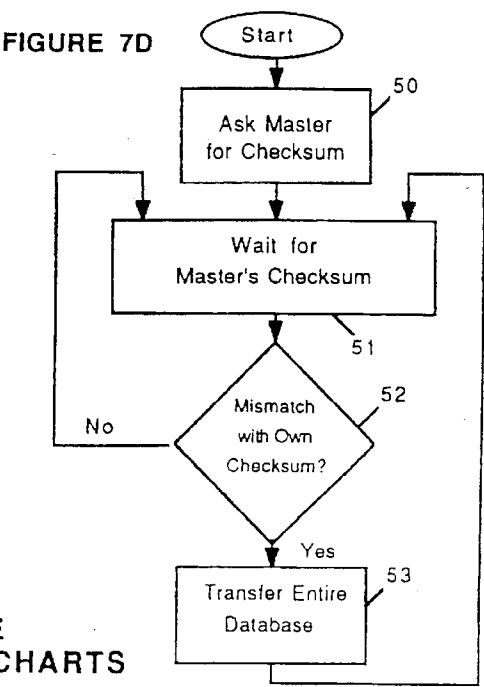 FIGURE 7D
Start
50
Ask Master
for Checksum
Wait for
Master's Checksum
51
52
Mismatch
with Own
Checksum?
No
Yes
53
Transfer Entire
Database
CHARTS